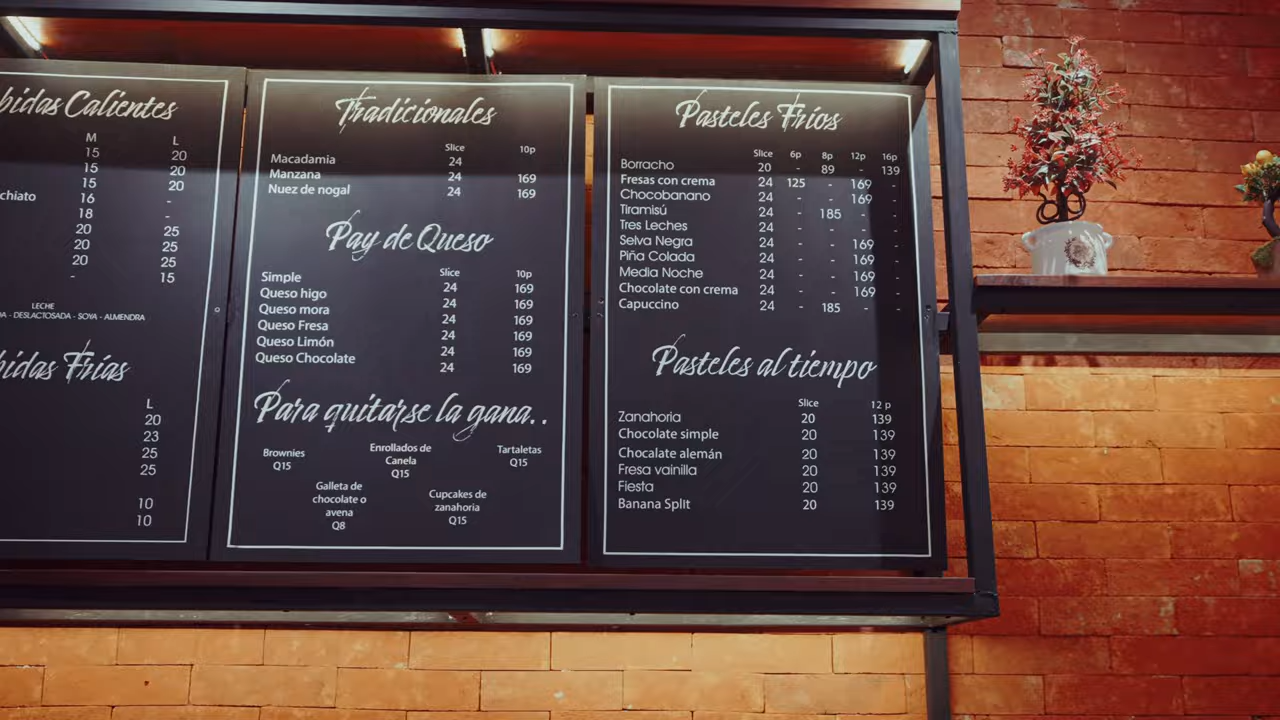 bidas Calientes
M L
15 20
15 20
15 20
chiato 16 -
18 -
20 25
20 25
20 25
- 15
LECHE
DA - DESLACTOSADA - SOYA - ALMENDRA
bidas Frías
L
20
23
25
25
10
10
Tradicionales
Slice 10p
Macadamia 24
Manzana 24 169
Nuez de nogal 24 169
Pay de Queso
Slice 10p
Simple 24 169
Queso higo 24 169
Queso mora 24 169
Queso Fresa 24 169
Queso Limón 24 169
Queso Chocolate 24 169
Para quitarse la gana..
Brownies
Q15
Enrollados de
Canela
Q15
Tartaletas
Q15
Galleta de
chocolate o
avena
Q8
Cupcakes de
zanahoria
Q15
Pasteles Fríos
Slice 6p 8p 12p 16p
Borracho 20 - 89 - 139
Fresas con crema 24 125 - 169 -
Chocobanano 24 - - 169 -
Tiramisú 24 - 185 - -
Tres Leches 24 - - - -
Selva Negra 24 - - 169 -
Piña Colada 24 - - 169 -
Media Noche 24 - - 169 -
Chocolate con crema 24 - - 169 -
Capuccino 24 - 185 - -
Pasteles al tiempo
Slice 12 p
Zanahoria 20 139
Chocolate simple 20 139
Chocalate alemán 20 139
Fresa vainilla 20 139
Fiesta 20 139
Banana Split 20 139